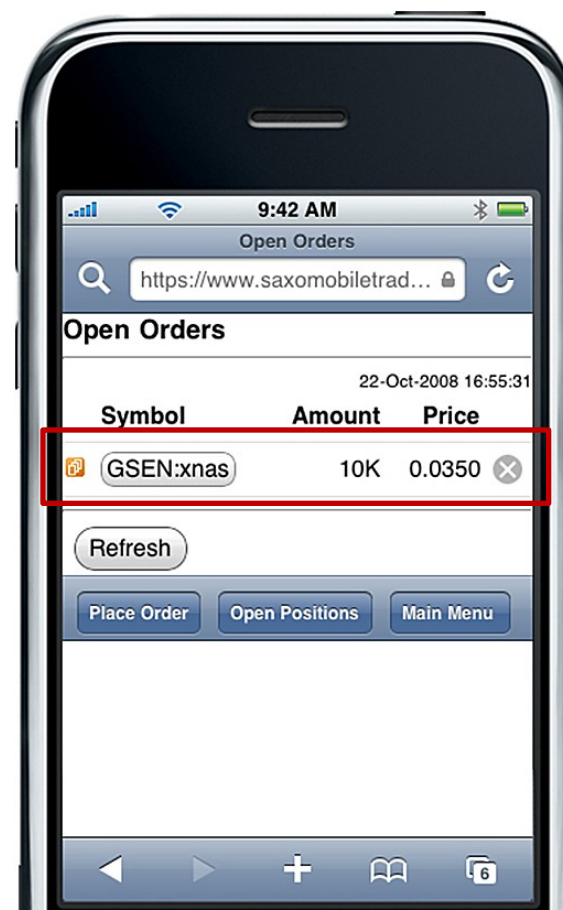 9:42 AM
Open Orders
https://www.saxomobiletrad...
Open Orders
22-Oct-2008 16:55:31
Symbol Amount Price
GSEN:xnas 10K 0.0350
Refresh
Place Order Open Positions Main Menu
6